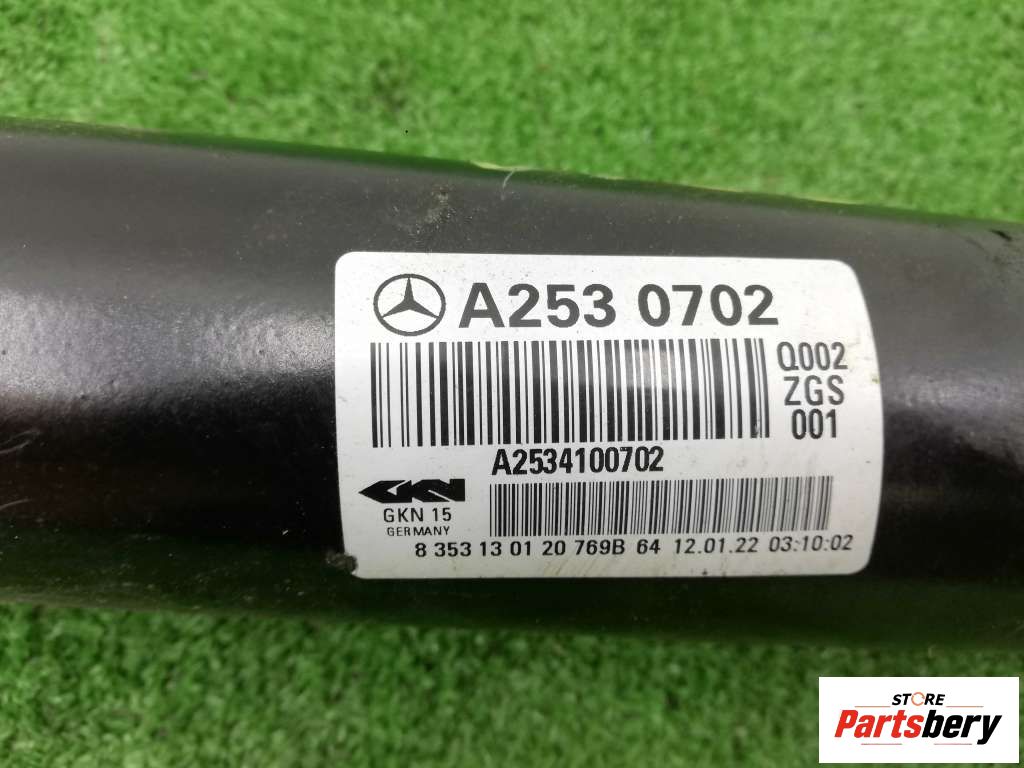 A253 0702
Q002
ZGS
001
A2534100702
GKN
GKN 15
GERMANY
8 353 13 01 20 769B 64 12.01.22 03:10:02
STORE
Partsbery